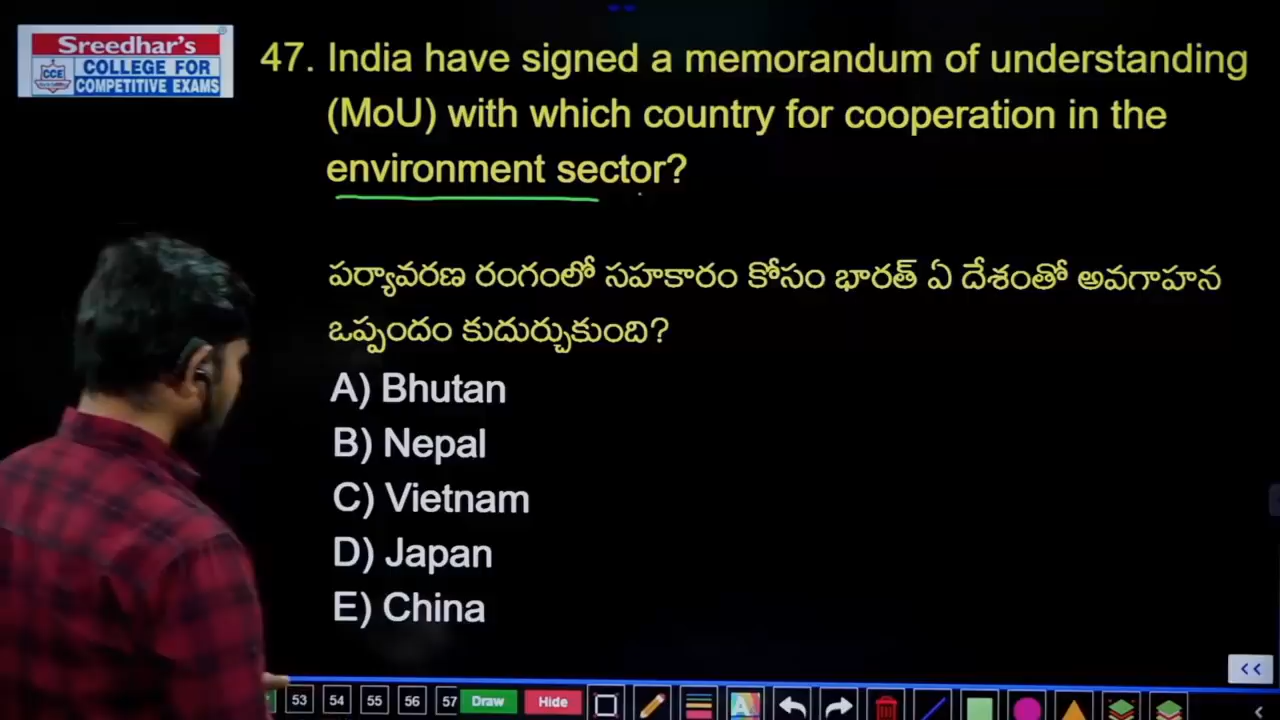 Sreedhar's
CCE
COLLEGE FOR
COMPETITIVE EXAMS
47. India have signed a memorandum of understanding
(MoU) with which country for cooperation in the
environment sector?
పర్యావరణ రంగంలో సహకారం కోసం భారత్ ఏ దేశంతో అవగాహన
ఒప్పందం కుదుర్చుకుంది?
A) Bhutan
B) Nepal
C) Vietnam
D) Japan
E) China
<<
53 54 55 56 57 Draw Hide